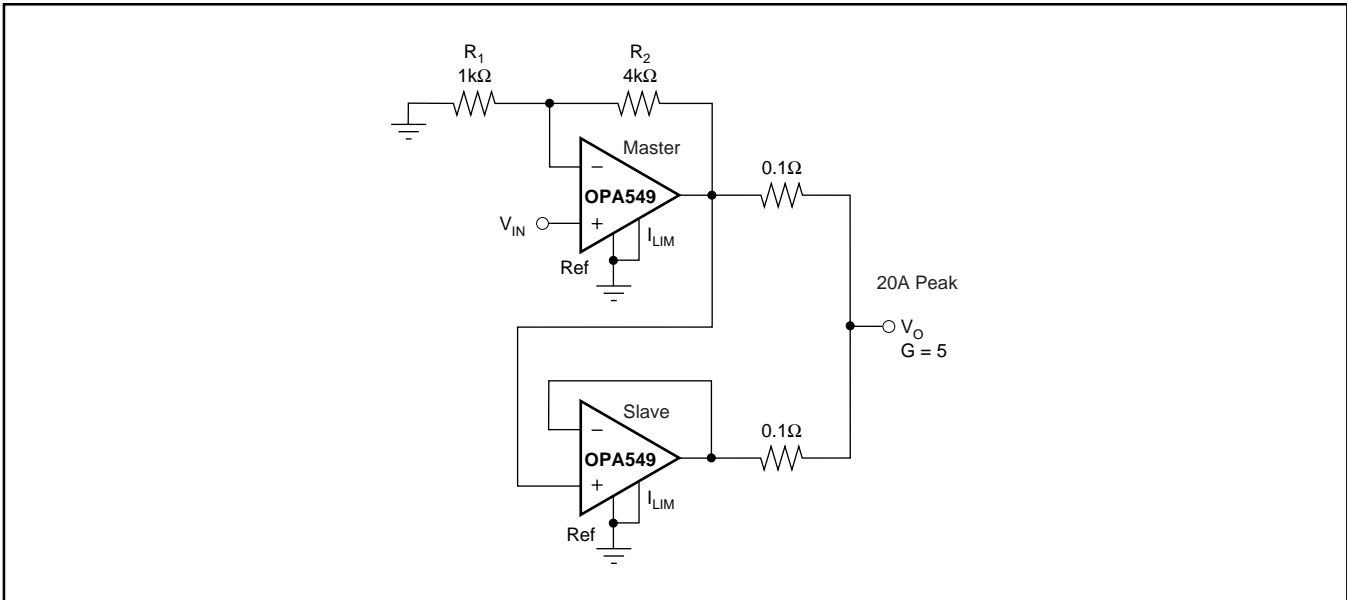 R1
1kΩ
R2
4kΩ
Master
–
OPA549
+
VIN
ILIM
Ref
0.1Ω
20A Peak
VO
G = 5
Slave
–
OPA549
+
ILIM
Ref
0.1Ω